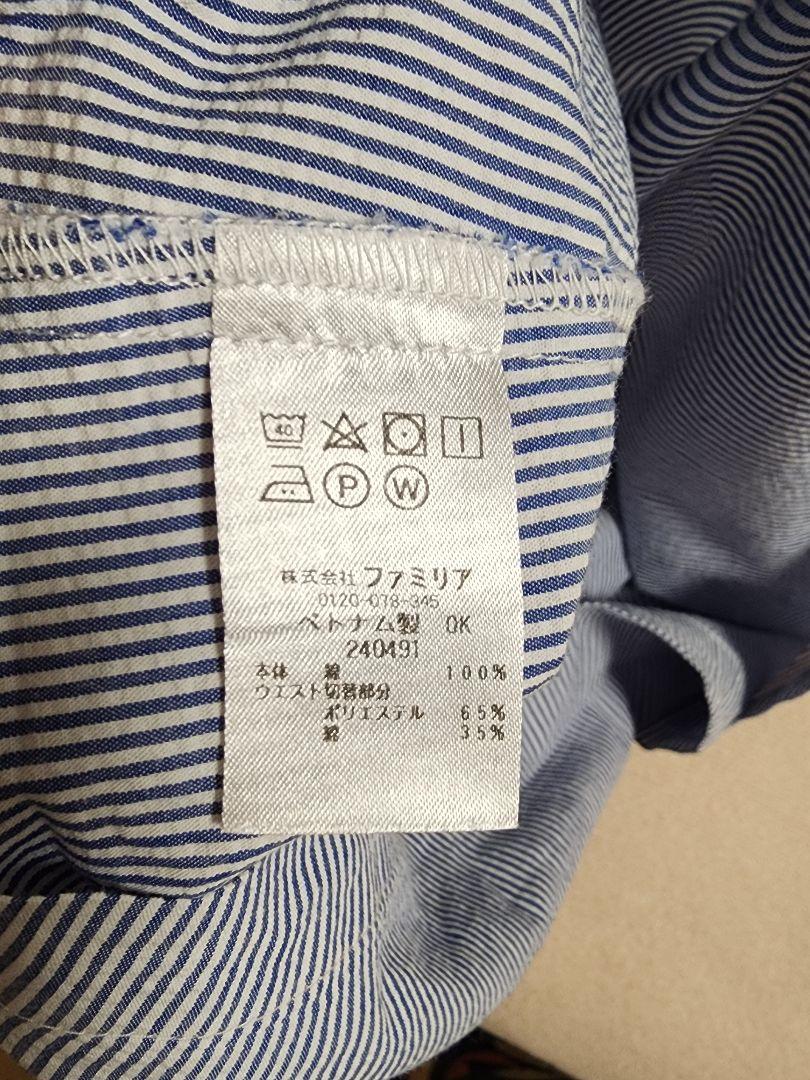 40
P W
株式会社 ファミリア
0120-078-345
ベトナム製 OK
240491
本体 綿 100%
ウエスト切替部分
ポリエステル 65%
綿 35%